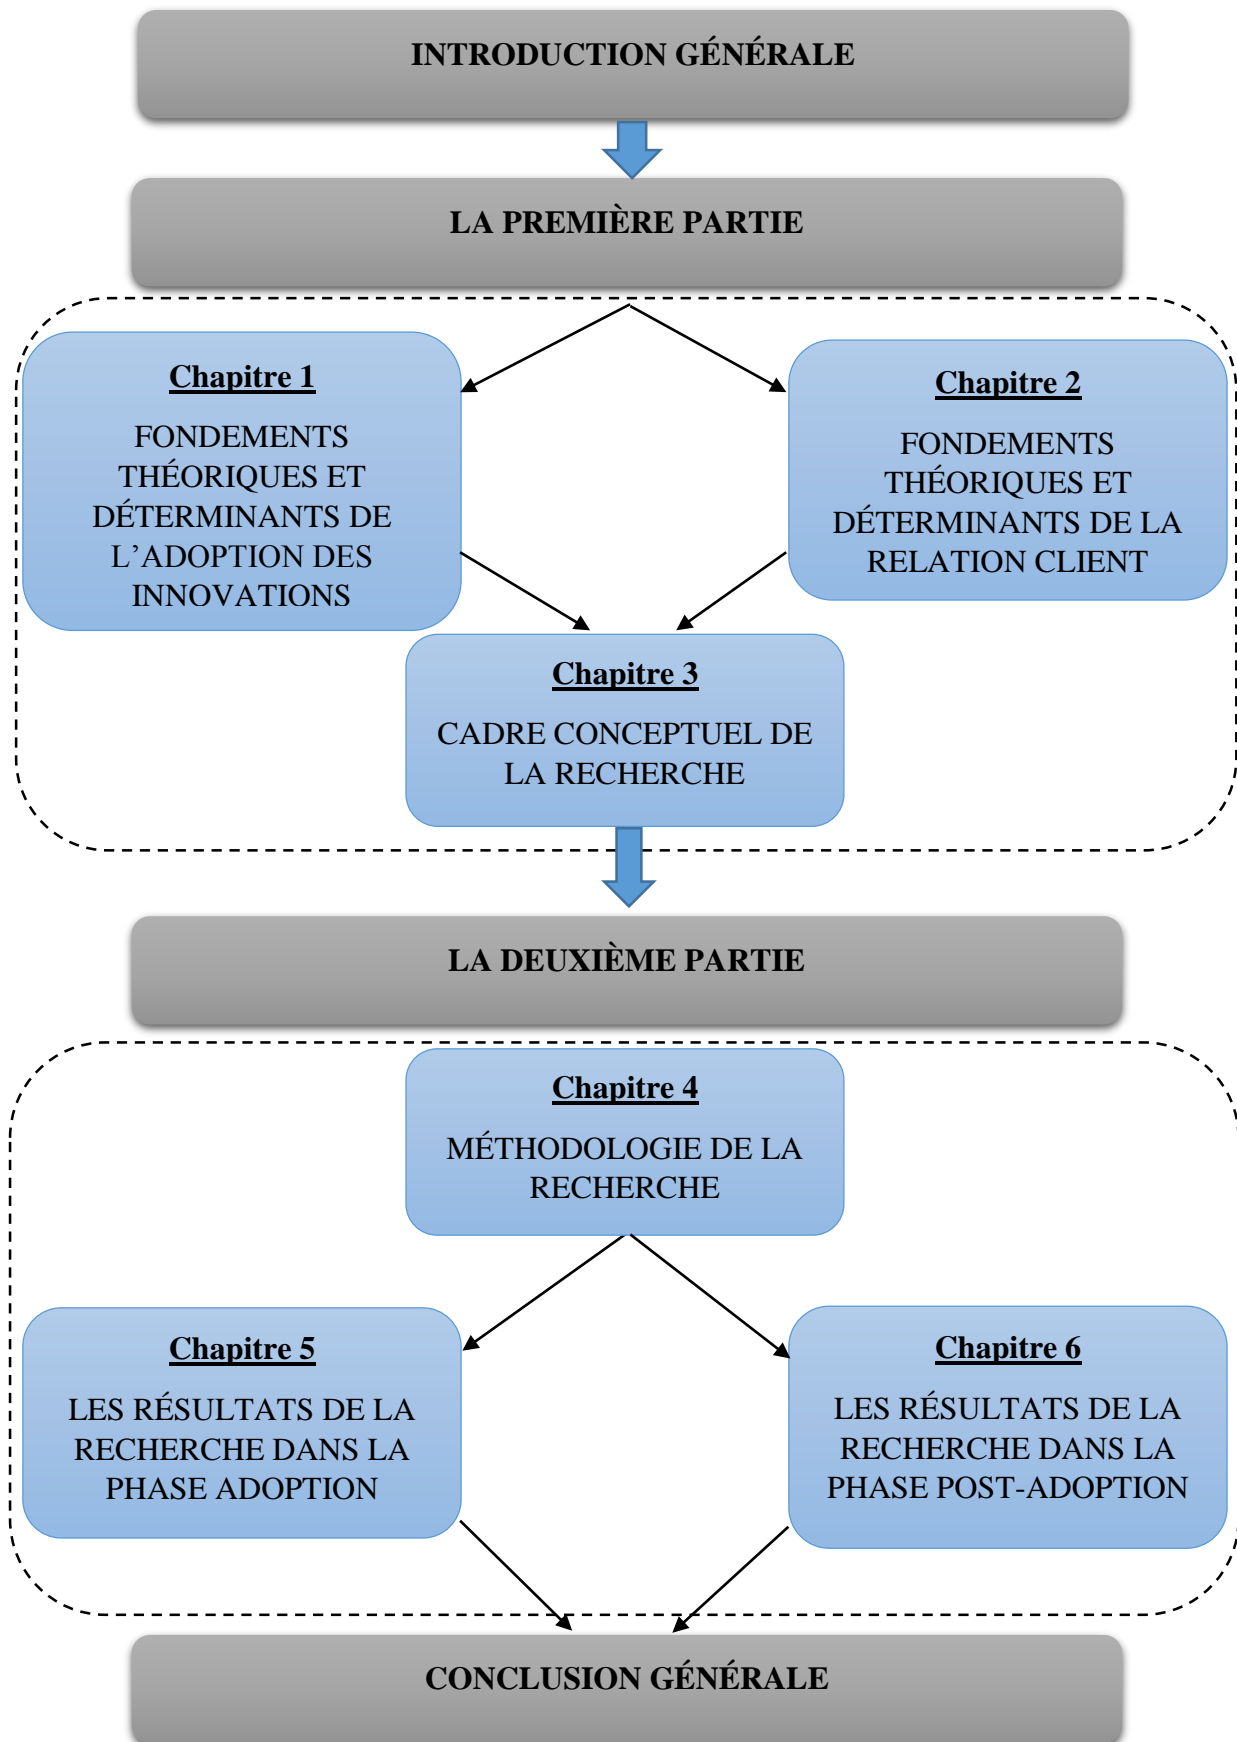 INTRODUCTION GÉNÉRALE
LA PREMIÈRE PARTIE
Chapitre 1
FONDEMENTS
THÉORIQUES ET
DÉTERMINANTS DE
L’ADOPTION DES
INNOVATIONS
Chapitre 2
FONDEMENTS
THÉORIQUES ET
DÉTERMINANTS DE LA
RELATION CLIENT
Chapitre 3
CADRE CONCEPTUEL DE
LA RECHERCHE
LA DEUXIÈME PARTIE
Chapitre 4
MÉTHODOLOGIE DE LA
RECHERCHE
Chapitre 5
LES RÉSULTATS DE LA
RECHERCHE DANS LA
PHASE ADOPTION
Chapitre 6
LES RÉSULTATS DE LA
RECHERCHE DANS LA
PHASE POST-ADOPTION
CONCLUSION GÉNÉRALE